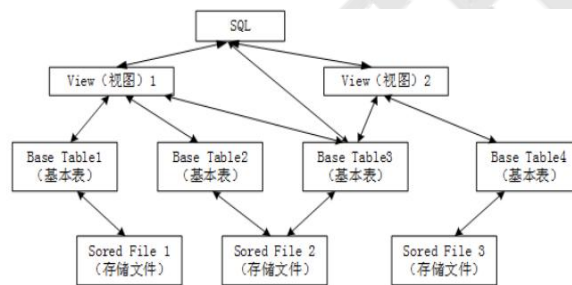 SQL
View（视图）1
View（视图）2
Base Table1
（基本表）
Base Table2
（基本表）
Base Table3
（基本表）
Base Table4
（基本表）
Sored File 1
（存储文件）
Sored File 2
（存储文件）
Sored File 3
（存储文件）